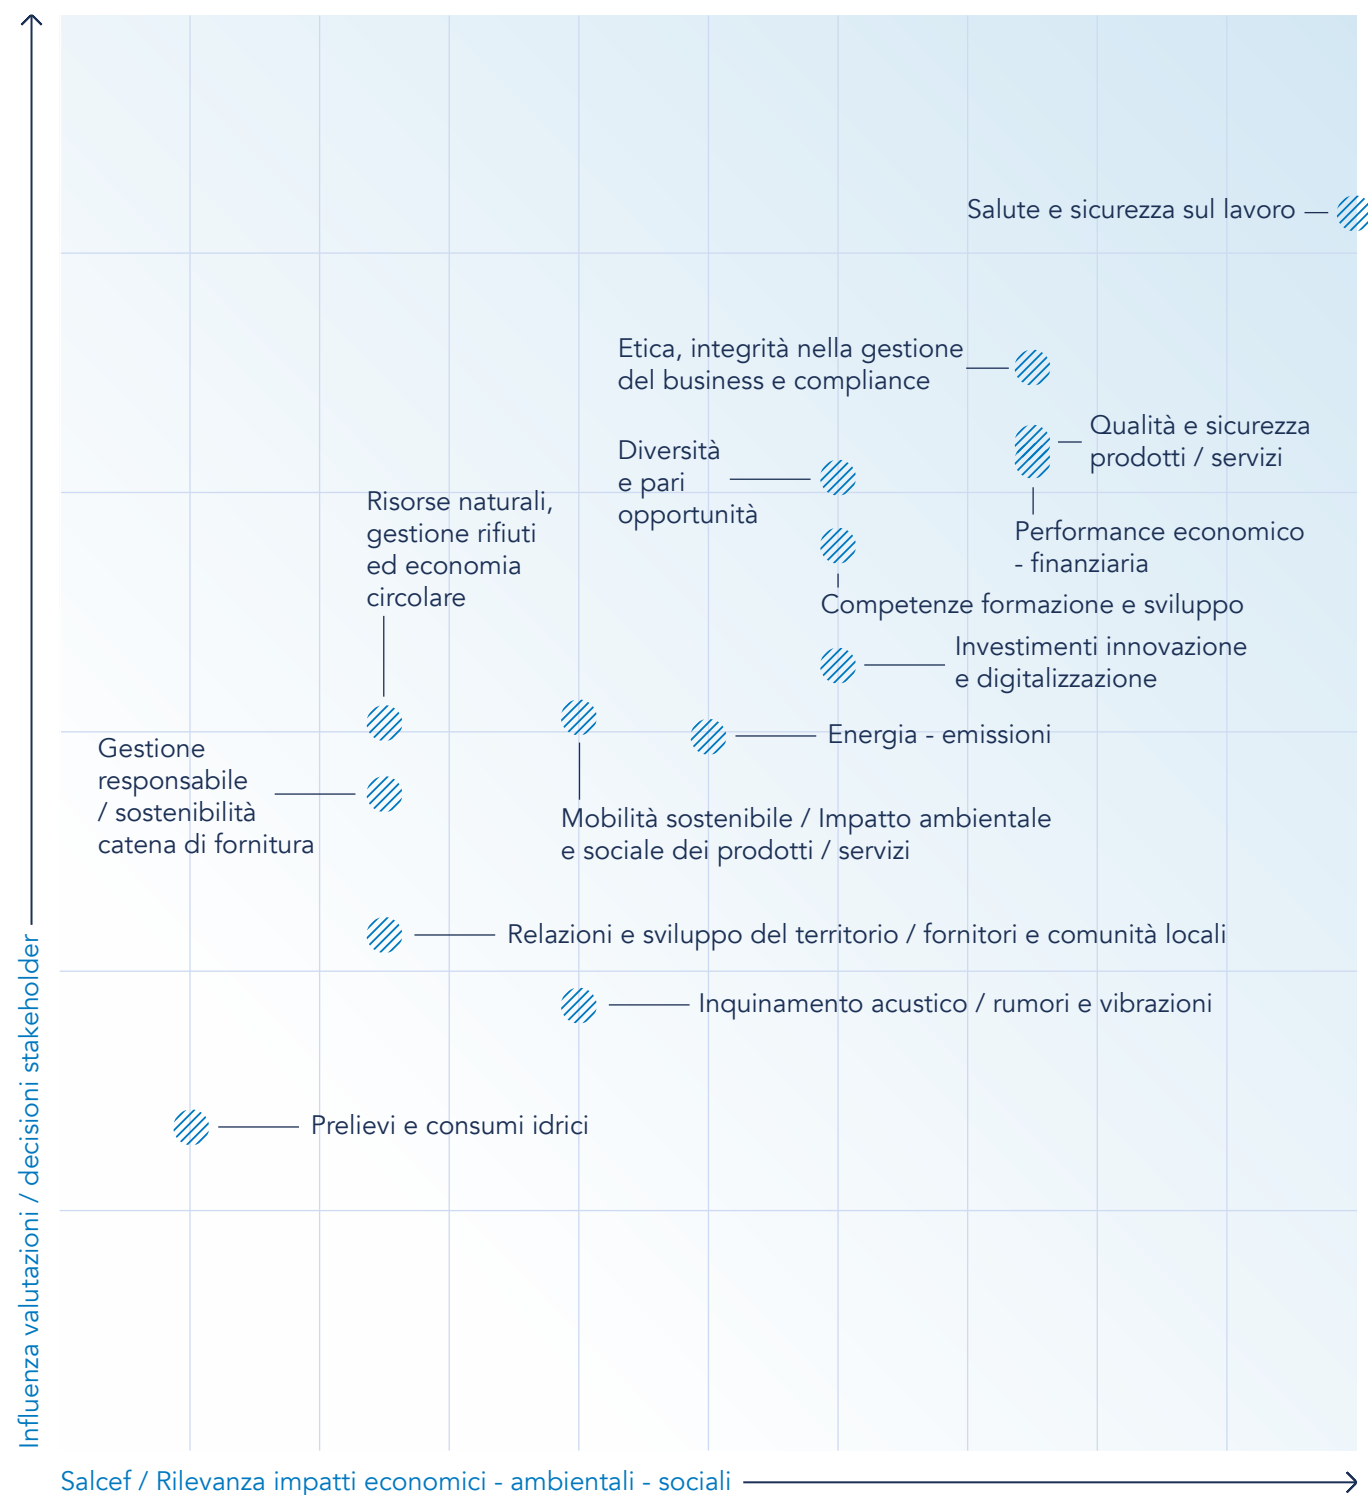 Salute e sicurezza sul lavoro
Etica, integrità nella gestione
del business e compliance
Qualità e sicurezza
prodotti / servizi
Diversità
e pari
opportunità
Risorse naturali,
gestione rifiuti
ed economia
circolare
Performance economico
- finanziaria
Competenze formazione e sviluppo
Investimenti innovazione
e digitalizzazione
Energia - emissioni
Gestione
responsabile
/ sostenibilità
catena di fornitura
Mobilità sostenibile / Impatto ambientale
e sociale dei prodotti / servizi
Relazioni e sviluppo del territorio / fornitori e comunità locali
Inquinamento acustico / rumori e vibrazioni
Prelievi e consumi idrici
Influenza valutazioni / decisioni stakeholder
Salcef / Rilevanza impatti economici - ambientali - sociali